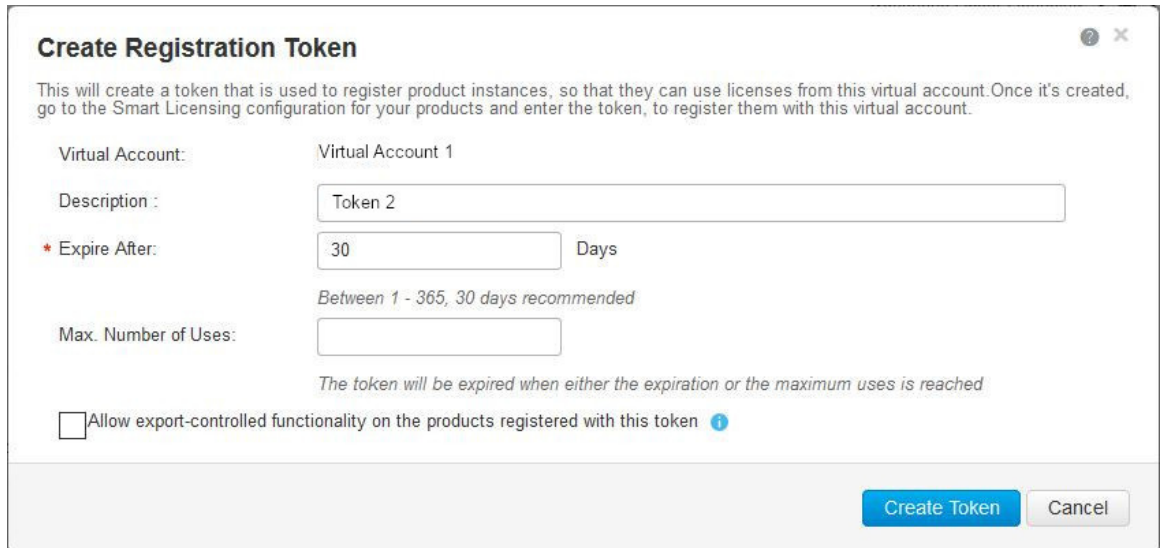 Create Registration Token
This will create a token that is used to register product instances, so that they can use licenses from this virtual account.Once it's created,
go to the Smart Licensing configuration for your products and enter the token, to register them with this virtual account.
Virtual Account: Virtual Account 1
Description : Token 2
* Expire After: 30 Days
Between 1 - 365, 30 days recommended
Max. Number of Uses:
The token will be expired when either the expiration or the maximum uses is reached
Allow export-controlled functionality on the products registered with this token
Create Token Cancel